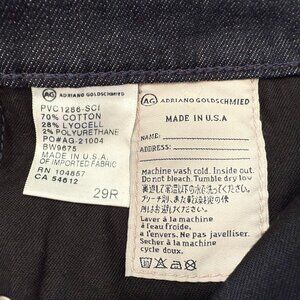 AG ADRIANO GOLDSCHMIED
PVC1286-SCI
70% COTTON
28% LYOCELL
2% POLYURETHANE
PO#AG-21004
BW9675
MADE IN U.S.A.
OF IMPORTED FABRIC
RN 104857
CA 54612
29R
AG ADRIANO GOLDSCHMIED
MADE IN U.S.A
NAME:
ADDRESS:
Machine wash cold. Inside out.
Do not bleach. Tumble dry low
Laver à la machine
à l'eau froide,
a l'envers. Ne pas javelliser.
Secher à la machine
cycle doux.